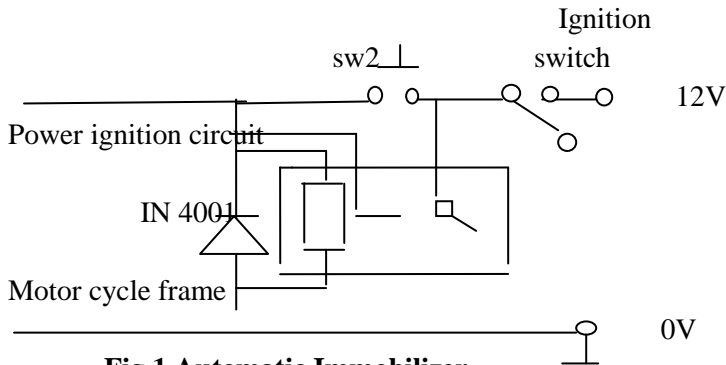 Ignition
sw2 switch
12V
Power ignition circuit
IN 4001
Motor cycle frame
0V
Fig 1 Automatic Immobilizer